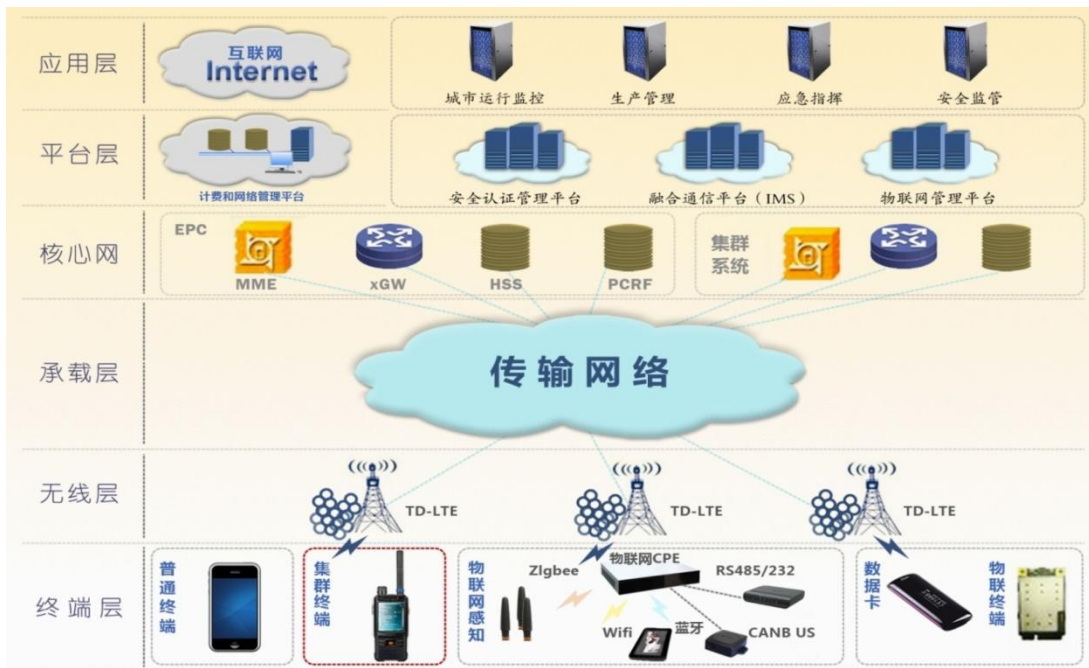 应用层
互联网
Internet
城市运行监控
生产管理
应急指挥
安全监管
平台层
计费和网络管理平台
安全认证管理平台
融合通信平台（IMS）
物联网管理平台
核心网
EPC
MME
xGW
HSS
PCRF
集群
系统
承载层
传输网络
无线层
TD-LTE
TD-LTE
TD-LTE
终端层
普通终端
集群终端
物联网感知
ZIgbee
物联网CPE
RS485/232
Wifi
蓝牙
CANB US
数据卡
物联终端